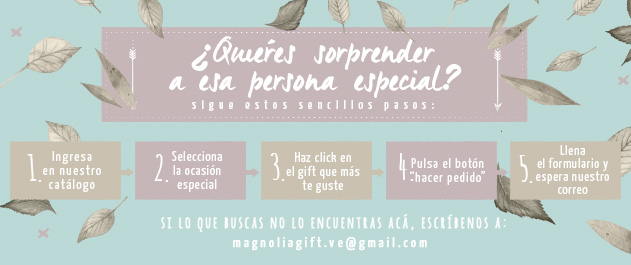 ¿Quieres sorprender
a esa persona especial?
sigue estos sencillos pasos:
1. Ingresa
en nuestro
catálogo
2. Selecciona
la ocasión
especial
3. Haz click en
el gift que más
te guste
4. Pulsa el botón
"hacer pedido"
5. Llena
el formulario y
espera nuestro
correo
SI LO QUE BUSCAS NO LO ENCUENTRAS ACÁ, ESCRÍBENOS A:
magnoliagift.ve@gmail.com